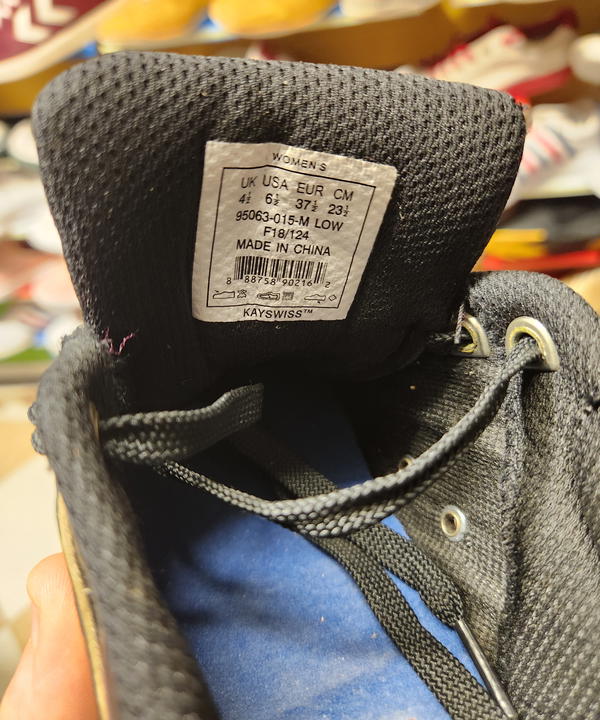 WOMEN'S
UK USA EUR CM
4½ 6½ 37½ 23½
95063-015-M LOW
F18/124
MADE IN CHINA
8 88758 90216 2
KAYSWISS™